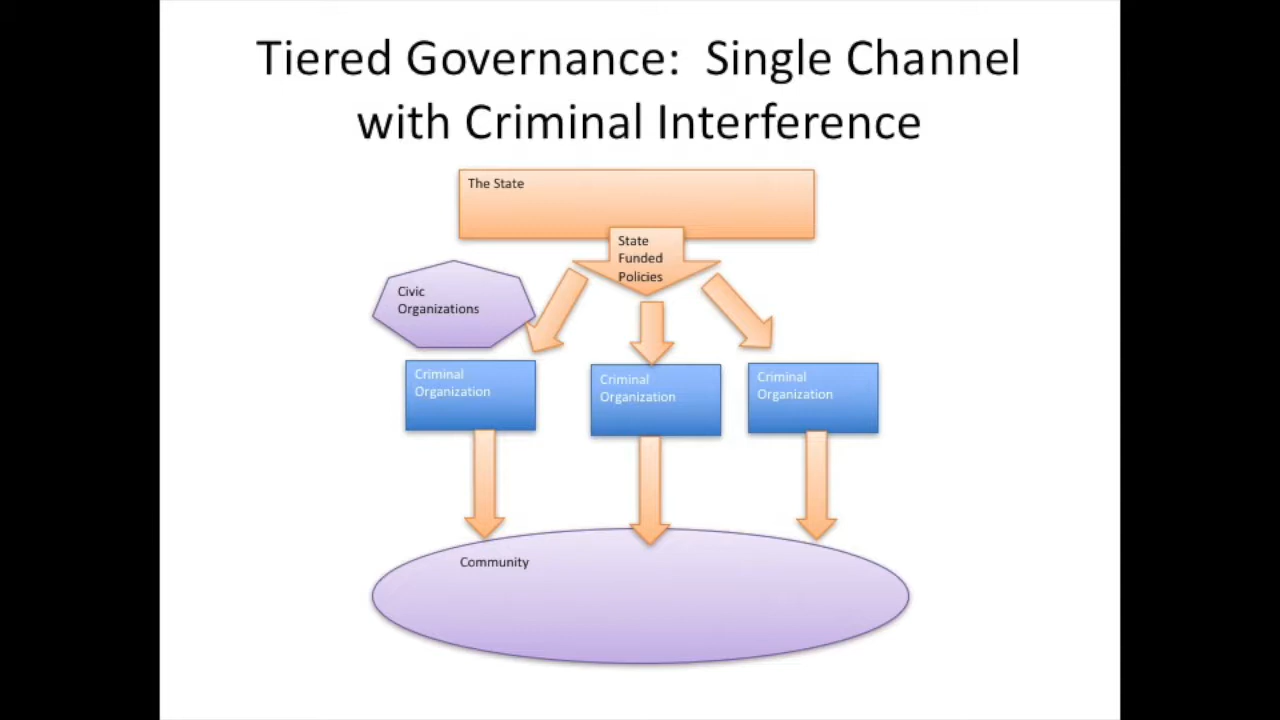 Tiered Governance:  Single Channel
with Criminal Interference
The State
State
Funded
Policies
Civic
Organizations
Criminal
Organization
Criminal
Organization
Criminal
Organization
Community